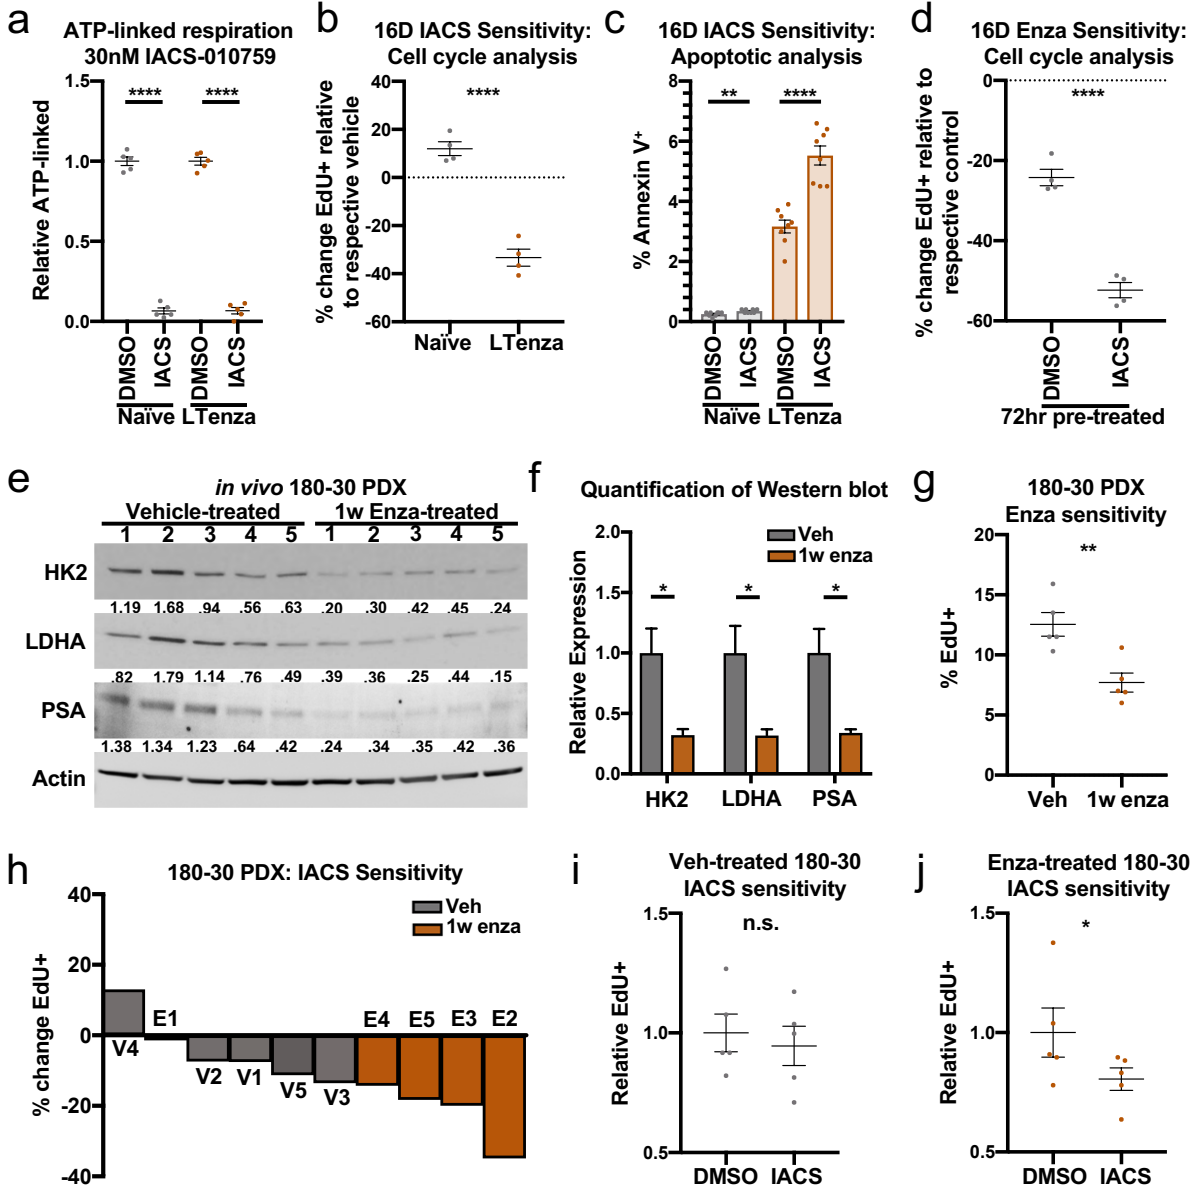 a
ATP-linked respiration
30nM IACS-010759
Relative ATP-linked
1.5
1.0
0.5
0.0
****
****
DMSO
IACS
DMSO
IACS
Naïve LTenza
b
16D IACS Sensitivity:
Cell cycle analysis
% change EdU+ relative
to respective vehicle
40
20
0
-20
-40
-60
****
Naïve LTenza
c
16D IACS Sensitivity:
Apoptotic analysis
% Annexin V+
8
6
4
2
0
**
****
DMSO
IACS
DMSO
IACS
Naïve LTenza
d
16D Enza Sensitivity:
Cell cycle analysis
% change EdU+ relative to
respective control
0
-20
-40
-60
****
DMSO
IACS
72hr pre-treated
e
in vivo 180-30 PDX
Vehicle-treated 1w Enza-treated
1 2 3 4 5 1 2 3 4 5
HK2
1.19 1.68 .94 .56 .63 .20 .30 .42 .45 .24
LDHA
.82 1.79 1.14 .76 .49 .39 .36 .25 .44 .15
PSA
1.38 1.34 1.23 .64 .42 .24 .34 .35 .42 .36
Actin
f
Quantification of Western blot
Relative Expression
2.0
1.5
1.0
0.5
0.0
Veh
1w enza
* * *
HK2 LDHA PSA
g
180-30 PDX
Enza sensitivity
% EdU+
20
15
10
5
0
**
Veh 1w enza
h
180-30 PDX: IACS Sensitivity
% change EdU+
40
20
0
-20
-40
Veh
1w enza
E1 E4 E5 E3 E2
V4 V2 V1 V5 V3
i
Veh-treated 180-30
IACS sensitivity
Relative EdU+
1.5
1.0
0.5
n.s.
DMSO IACS
j
Enza-treated 180-30
IACS sensitivity
Relative EdU+
1.5
1.0
0.5
*
DMSO IACS